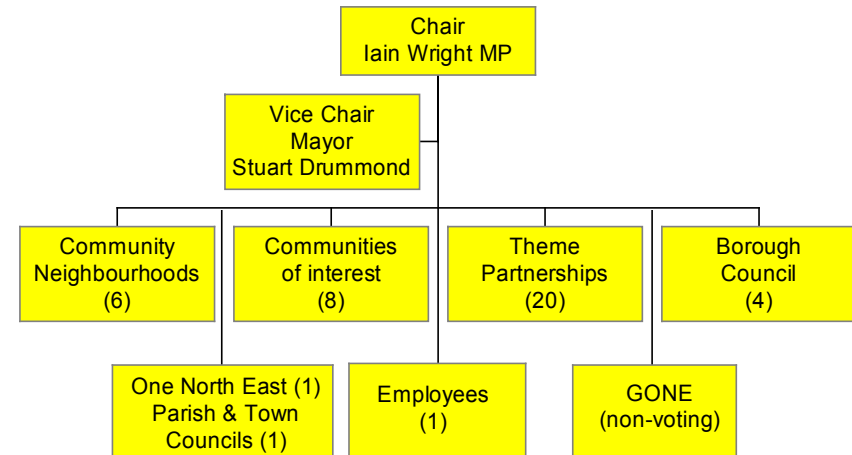 Chair
Iain Wright MP
Vice Chair
Mayor
Stuart Drummond
Community
Neighbourhoods
(6)
Communities
of interest
(8)
Theme
Partnerships
(20)
Borough
Council
(4)
One North East (1)
Parish & Town
Councils (1)
Employees
(1)
GONE
(non-voting)